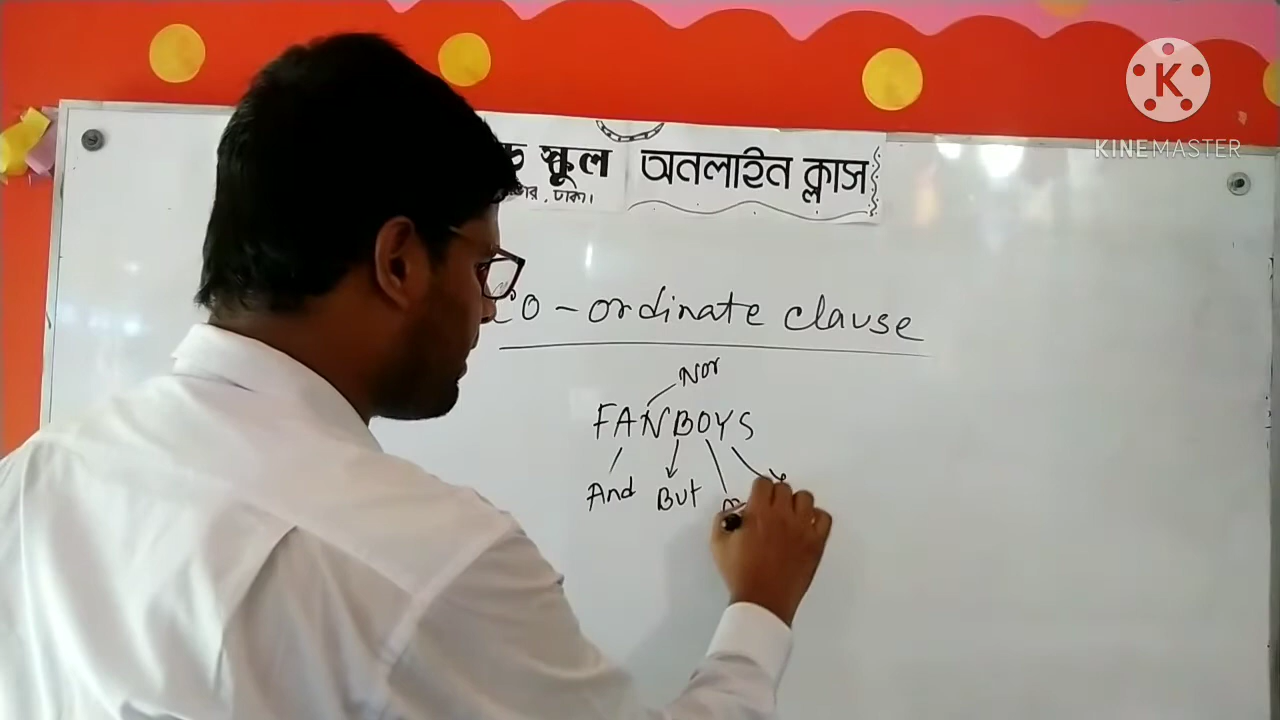 স্কুল অনলাইন ক্লাস
ঢাকা।
KINEMASTER
Co-ordinate clause
Nor
FANBOYS
And But